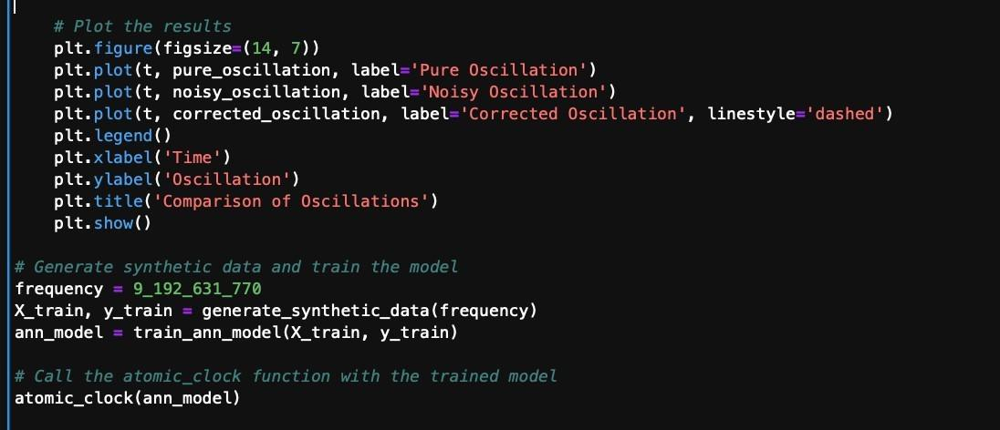 # Plot the results
plt.figure(figsize=(14, 7))
plt.plot(t, pure_oscillation, label='Pure Oscillation')
plt.plot(t, noisy_oscillation, label='Noisy Oscillation')
plt.plot(t, corrected_oscillation, label='Corrected Oscillation', linestyle='dashed')
plt.legend()
plt.xlabel('Time')
plt.ylabel('Oscillation')
plt.title('Comparison of Oscillations')
plt.show()
# Generate synthetic data and train the model
frequency = 9_192_631_770
X_train, y_train = generate_synthetic_data(frequency)
ann_model = train_ann_model(X_train, y_train)
# Call the atomic_clock function with the trained model
atomic_clock(ann_model)